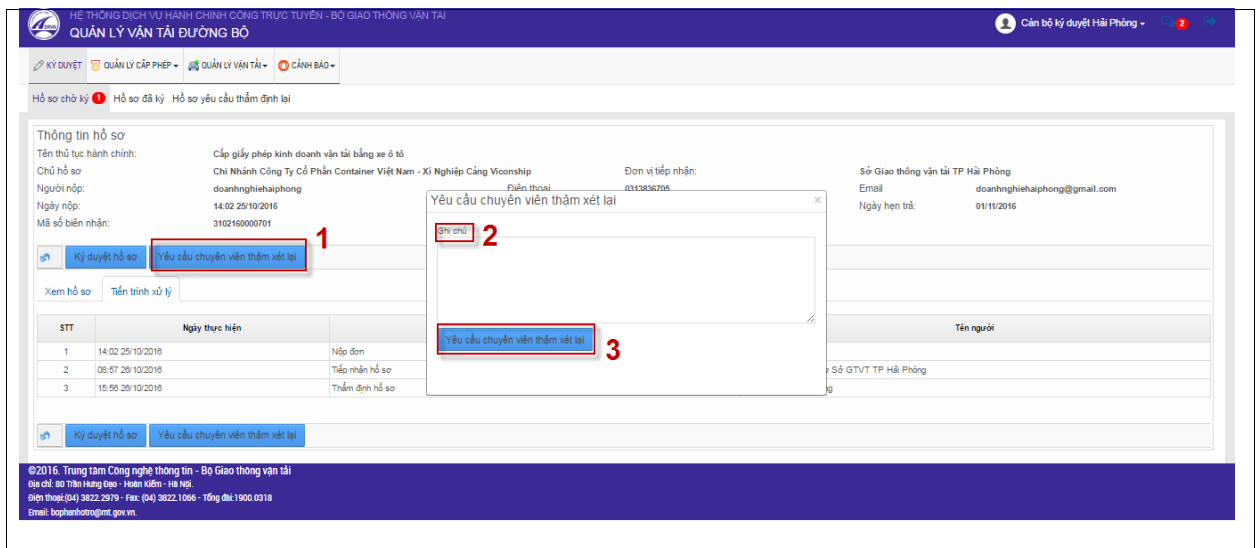 HỆ THỐNG DỊCH VỤ HÀNH CHÍNH CÔNG TRỰC TUYẾN - BỘ GIAO THÔNG VẬN TẢI
QUẢN LÝ VẬN TẢI ĐƯỜNG BỘ
Cán bộ ký duyệt Hải Phòng
2
KÝ DUYỆT QUẢN LÝ CẤP PHÉP QUẢN LÝ VẬN TẢI CẢNH BÁO
Hồ sơ chờ ký 1 Hồ sơ đã ký Hồ sơ yêu cầu thẩm định lại
Thông tin hồ sơ
Tên thủ tục hành chính: Cấp giấy phép kinh doanh vận tải bằng xe ô tô
Chủ hồ sơ Chi Nhánh Công Ty Cổ Phần Container Việt Nam - Xí Nghiệp Cảng Viconship Đơn vị tiếp nhận: Sở Giao thông vận tải TP Hải Phòng
Người nộp: doanhnghiehaiphong Điện thoại 0313836705 Email doanhnghiehaiphong@gmail.com
Ngày nộp: 14:02 25/10/2016 Ngày hẹn trả: 01/11/2016
Mã số biên nhận: 3102160000701
Yêu cầu chuyên viên thậm xét lại ×
Ghi chú 2
1
Ký duyệt hồ sơ Yêu cầu chuyên viên thậm xét lại
Xem hồ sơ Tiến trình xử lý
Yêu cầu chuyên viên thậm xét lại 3
STT Ngày thực hiện Tên người
1 14:02 25/10/2016 Nộp đơn
2 08:57 26/10/2016 Tiếp nhận hồ sơ Sở GTVT TP Hải Phòng
3 15:56 26/10/2016 Thẩm định hồ sơ
Ký duyệt hồ sơ Yêu cầu chuyên viên thậm xét lại
©2016. Trung tâm Công nghệ thông tin - Bộ Giao thông vận tải
Địa chỉ: 80 Trần Hưng Đạo - Hoàn Kiếm - Hà Nội.
Điện thoại:(04) 3822.2979 - Fax: (04) 3822.1066 - Tổng đài:1900.0318
Email: bophanhotro@mt.gov.vn.